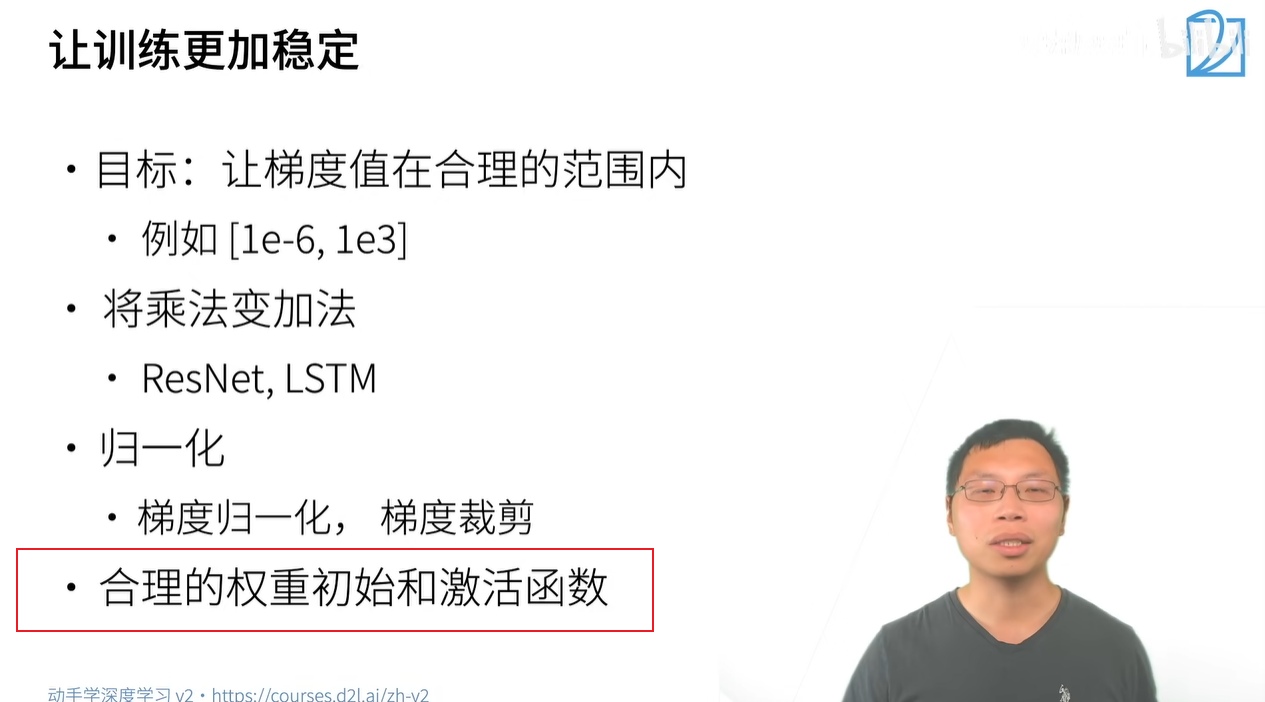 让训练更加稳定
• 目标：让梯度值在合理的范围内
• 例如 [1e-6, 1e3]
• 将乘法变加法
• ResNet, LSTM
• 归一化
• 梯度归一化， 梯度裁剪
• 合理的权重初始和激活函数
动手学深度学习 v2 • https://courses.d2l.ai/zh-v2
bilibili